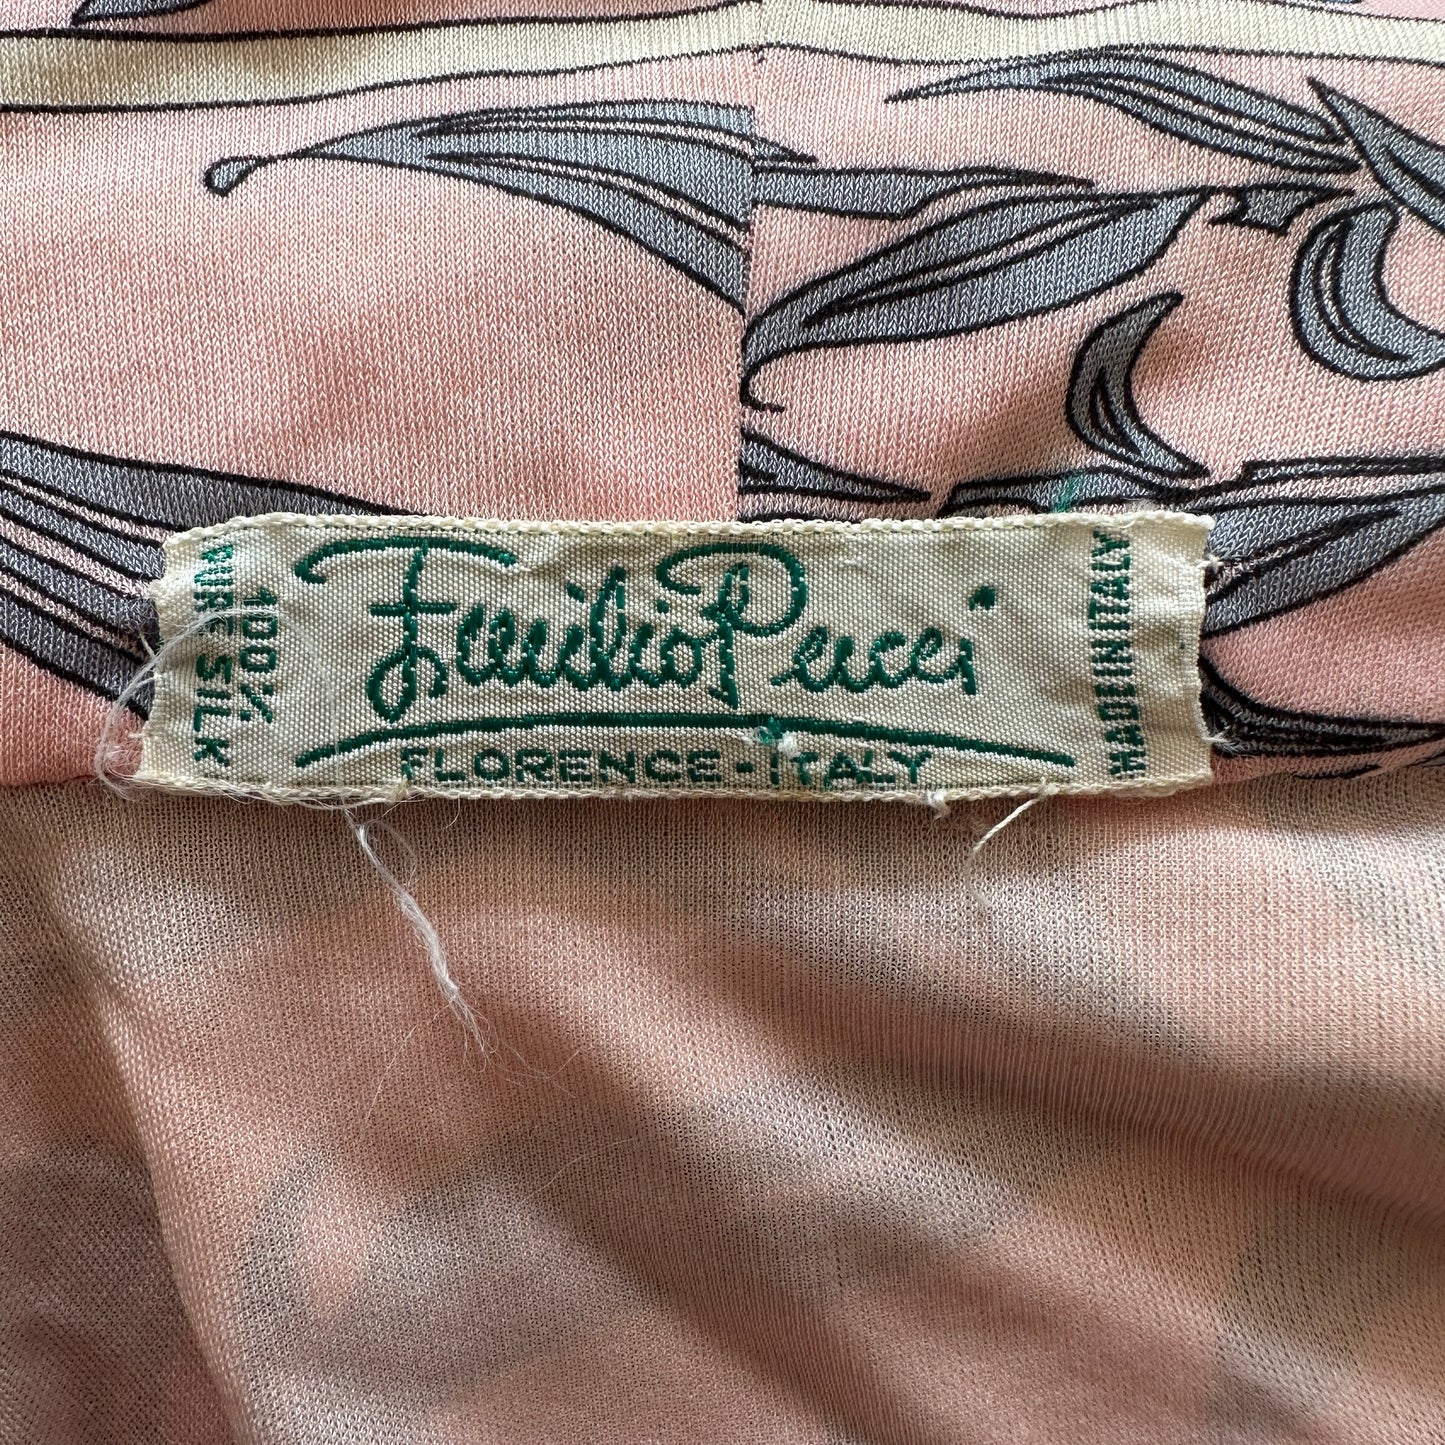 100%
PURE SILK
Emilio Pucci
FLORENCE-ITALY
MADE IN ITALY